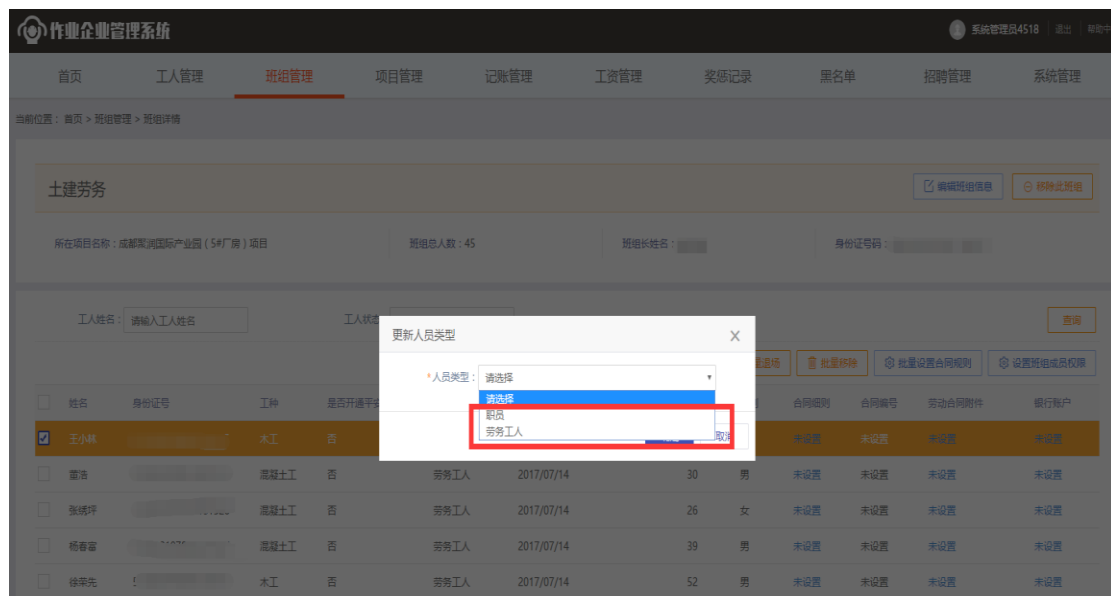 作业企业管理系统
系统管理员4518 退出 帮助中
首页 工人管理 班组管理 项目管理 记账管理 工资管理 奖惩记录 黑名单 招聘管理 系统管理
当前位置： 首页 > 班组管理 > 班组详情
土建劳务 编辑班组信息 移除此班组
所在项目名称：成都聚润国际产业园（5#厂房）项目 班组总人数：45 班组长姓名： 身份证号码：
工人姓名： 请输入工人姓名 工人状态 查询
更新人员类型 X
*人员类型： 请选择
请选择
职员
劳务工人
取消
退场 批量移除 批量设置合同规则 设置班组成员权限
姓名 身份证号 工种 是否开通平 合同细则 合同编号 劳动合同附件 银行账户
王小林 木工 否 未设置 未设置 未设置 未设置
董浩 混凝土工 否 劳务工人 2017/07/14 30 男 未设置 未设置 未设置 未设置
张绣坪 混凝土工 否 劳务工人 2017/07/14 26 女 未设置 未设置 未设置 未设置
杨春富 混凝土工 否 劳务工人 2017/07/14 39 男 未设置 未设置 未设置 未设置
徐荣先 木工 否 劳务工人 2017/07/14 52 男 未设置 未设置 未设置 未设置